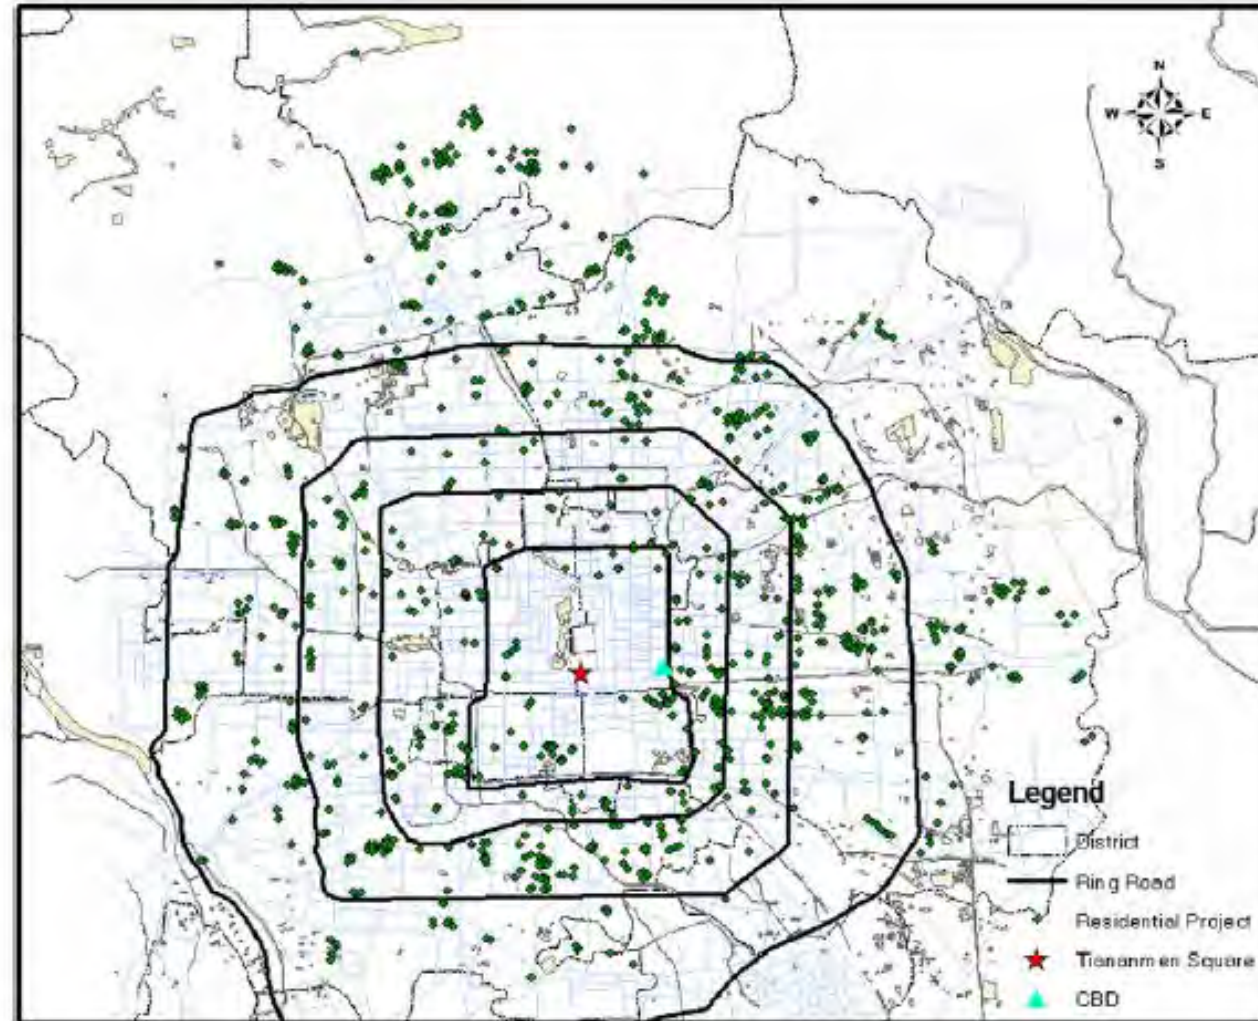 N
W E
S
Legend
District
Ring Road
Residential Project
Tiananmen Square
CBD